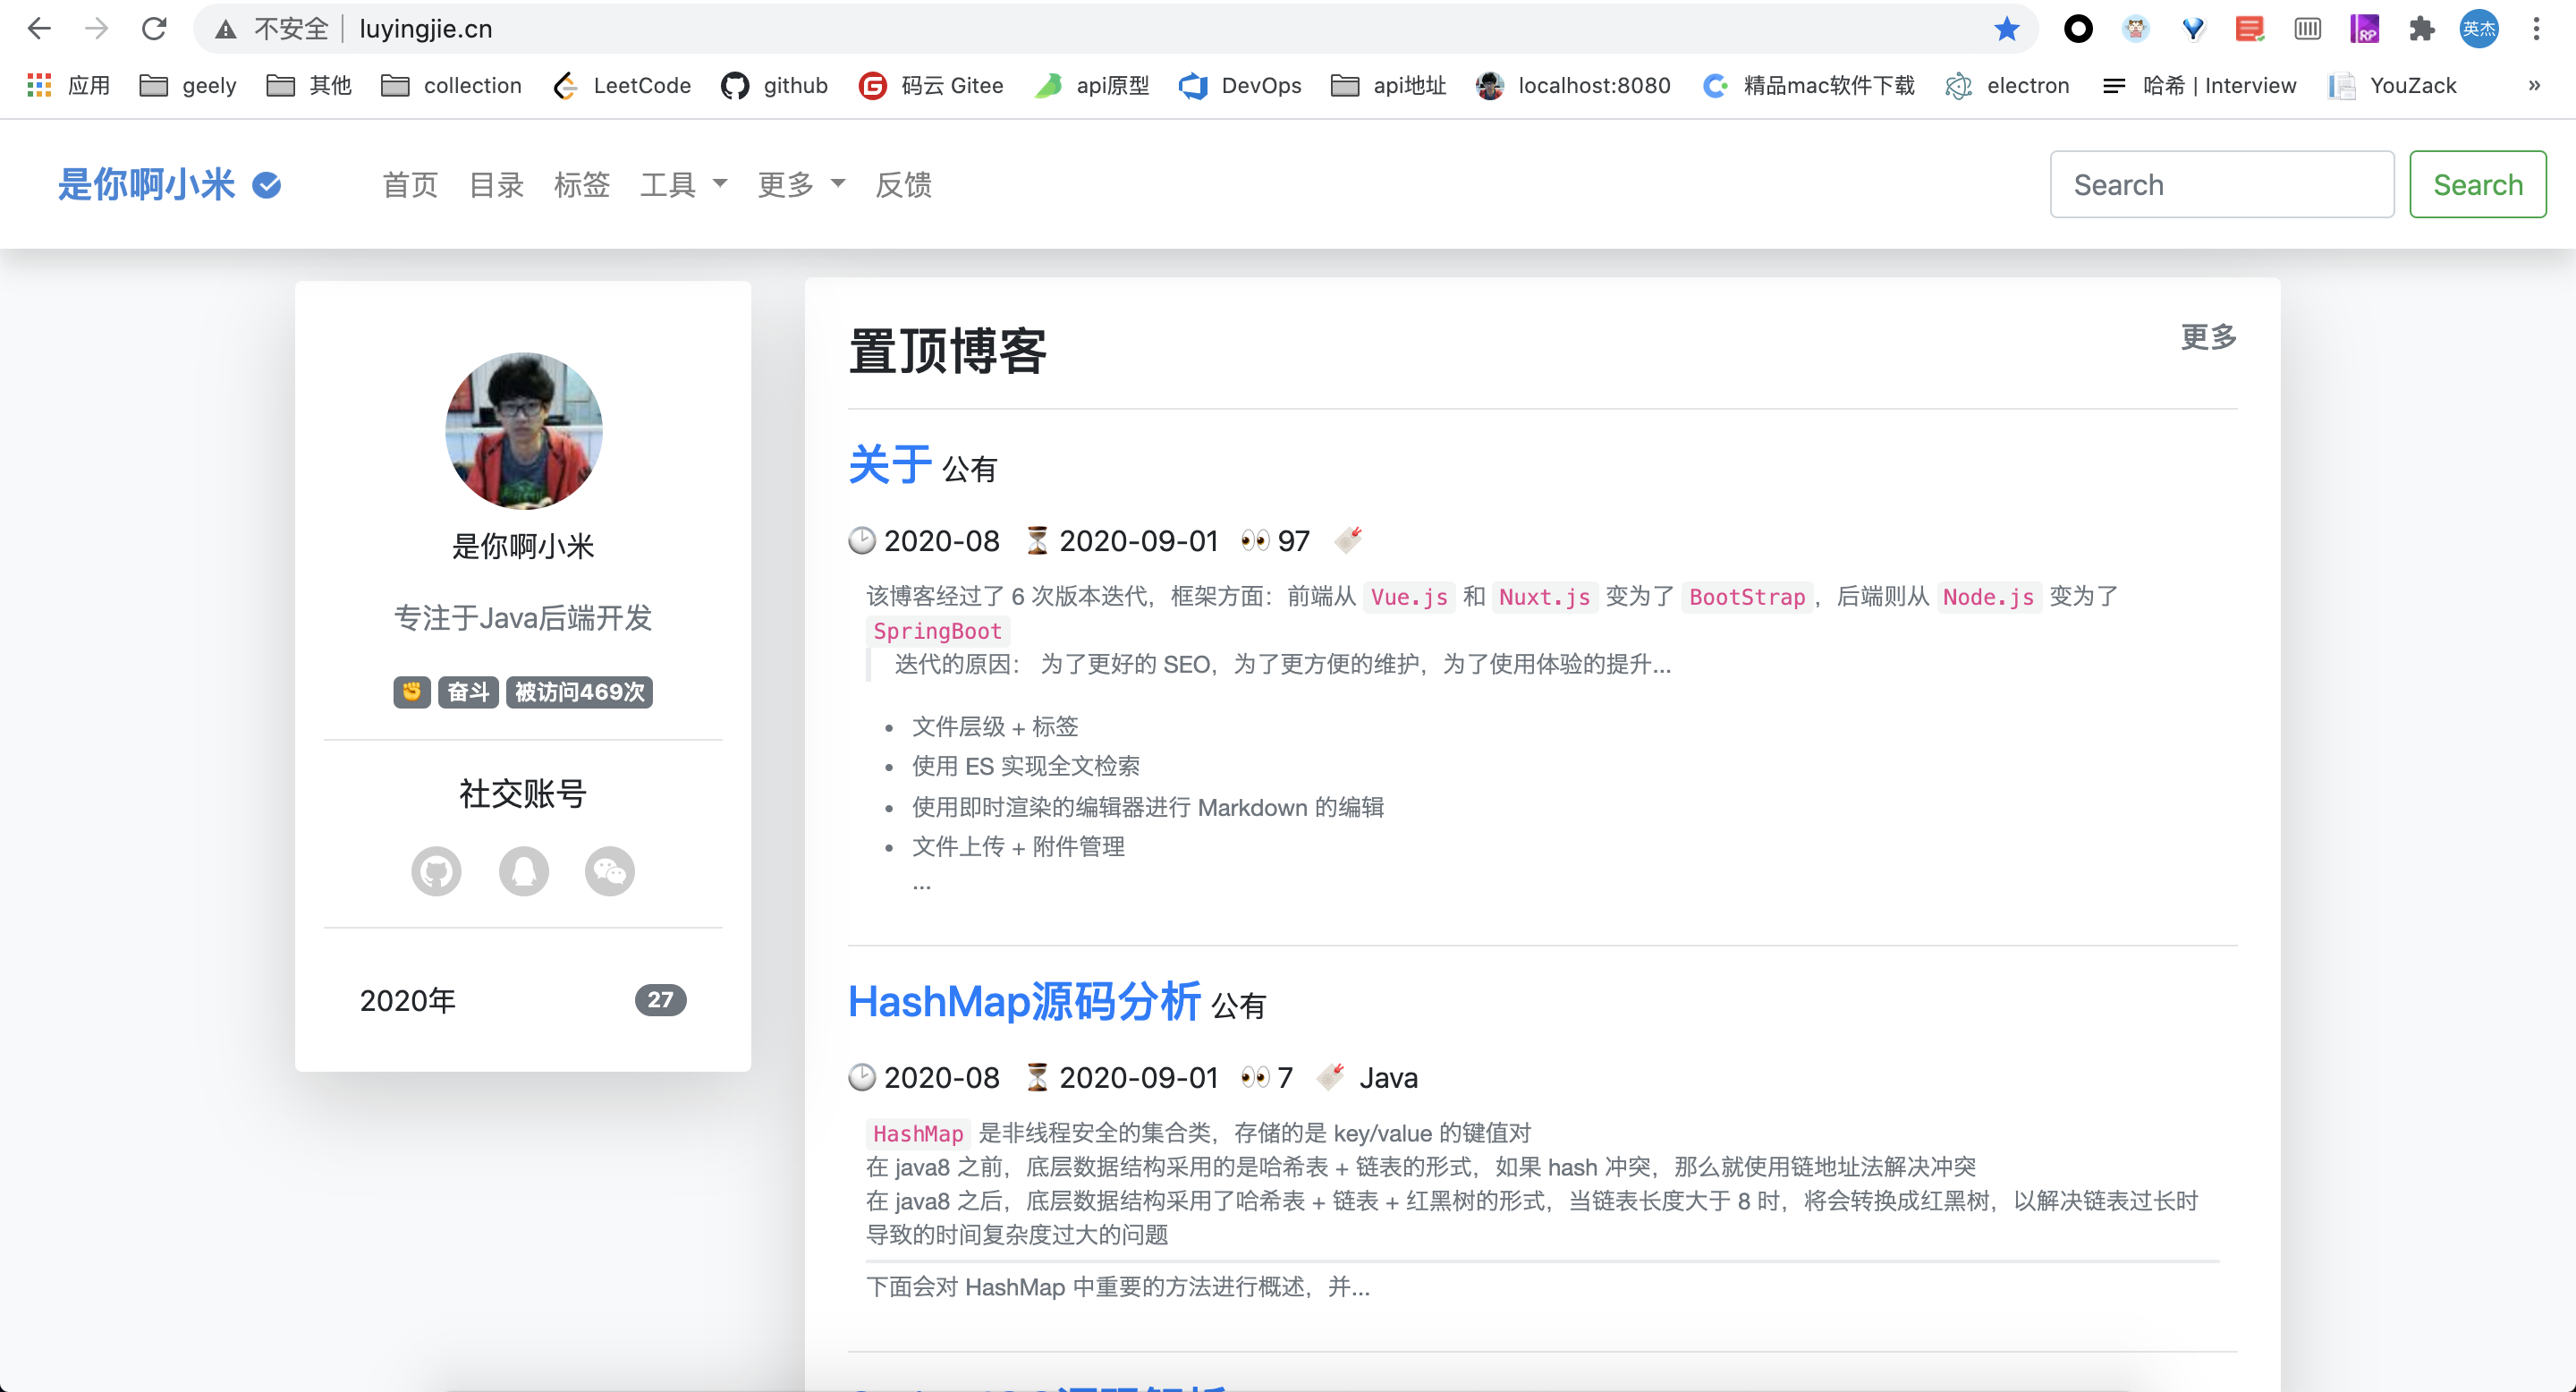 不安全 | luyingjie.cn
英杰
应用 geely 其他 collection LeetCode github 码云 Gitee api原型 DevOps api地址 localhost:8080 精品mac软件下载 electron 哈希 | Interview YouZack »
是你啊小米 首页 目录 标签 工具 更多 反馈 Search Search
是你啊小米
专注于Java后端开发
✊ 奋斗 被访问469次
社交账号
2020年 27
置顶博客 更多
关于 公有
🕑 2020-08 ⏳ 2020-09-01 👀 97 🔖
该博客经过了 6 次版本迭代，框架方面：前端从 Vue.js 和 Nuxt.js 变为了 BootStrap，后端则从 Node.js 变为了
SpringBoot
迭代的原因： 为了更好的 SEO，为了更方便的维护，为了使用体验的提升...
• 文件层级 + 标签
• 使用 ES 实现全文检索
• 使用即时渲染的编辑器进行 Markdown 的编辑
• 文件上传 + 附件管理
...
HashMap源码分析 公有
🕑 2020-08 ⏳ 2020-09-01 👀 7 🔖 Java
HashMap 是非线程安全的集合类，存储的是 key/value 的键值对
在 java8 之前，底层数据结构采用的是哈希表 + 链表的形式，如果 hash 冲突，那么就使用链地址法解决冲突
在 java8 之后，底层数据结构采用了哈希表 + 链表 + 红黑树的形式，当链表长度大于 8 时，将会转换成红黑树，以解决链表过长时
导致的时间复杂度过大的问题
下面会对 HashMap 中重要的方法进行概述，并...